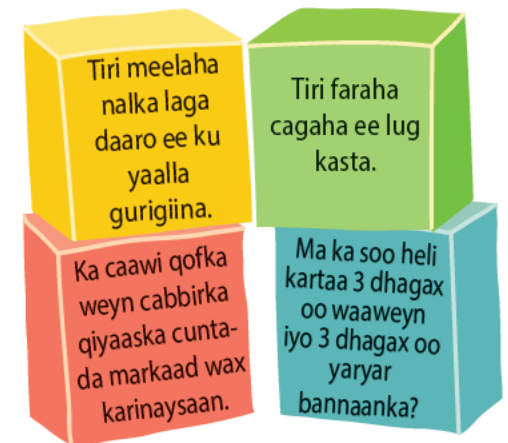 Tiri meelaha
nalka laga
daaro ee ku
yaalla
gurigiina.
Tiri faraha
cagaha ee lug
kasta.
Ka caawi qofka
weyn cabbirka
qiyaaska cunta-
da markaad wax
karinaysaan.
Ma ka soo heli
kartaa 3 dhagax
oo waaweyn
iyo 3 dhagax oo
yaryar
bannaanka?